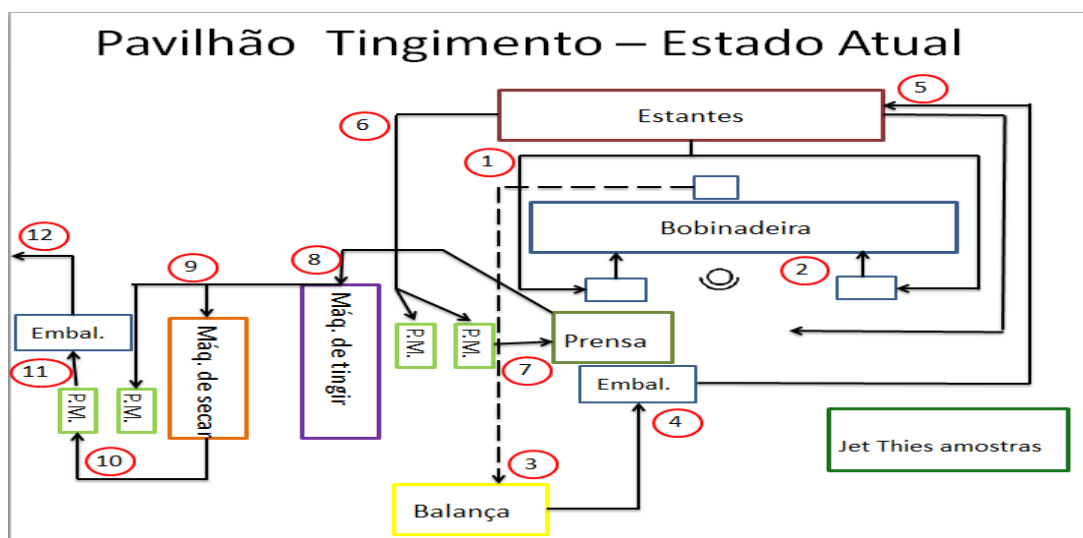 Pavilhão Tingimento – Estado Atual
5
Estantes
6
1
Bobinadeira
12
9
8
2
Embal.
Máq. de secar
Máq. de tingir
P.M.
P.M.
Prensa
7
11
P.M.
P.M.
Embal.
4
10
3
Jet Thies amostras
Balança